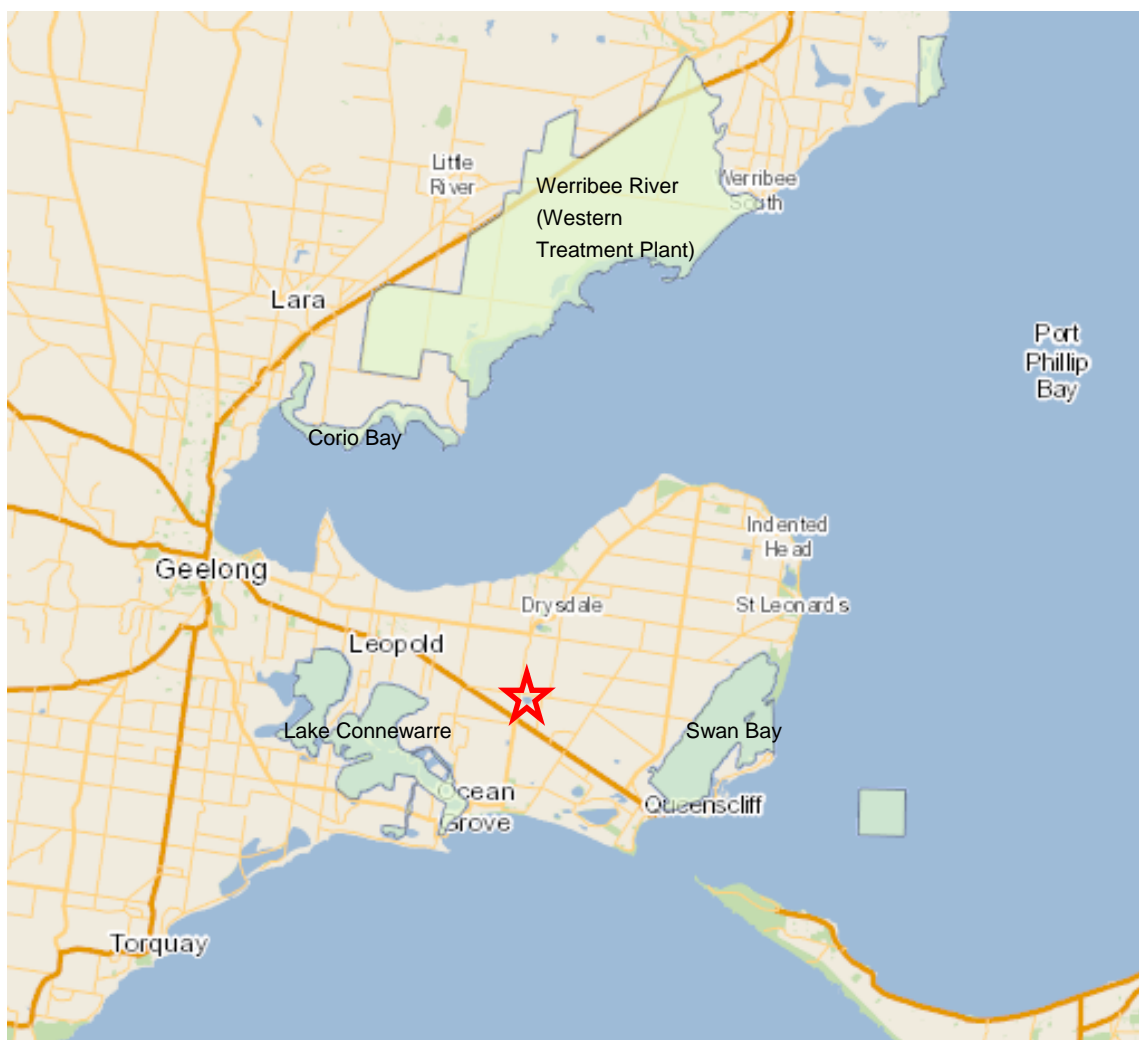 Little
River
Werribee River
(Western
Treatment Plant)
Werribee
South
Lara
Port
Phillip
Bay
Corio Bay
Indented
Head
Geelong
Drysdale
St Leonards
Leopold
Lake Connewarre
Swan Bay
Ocean
Grove
Queenscliff
Torquay